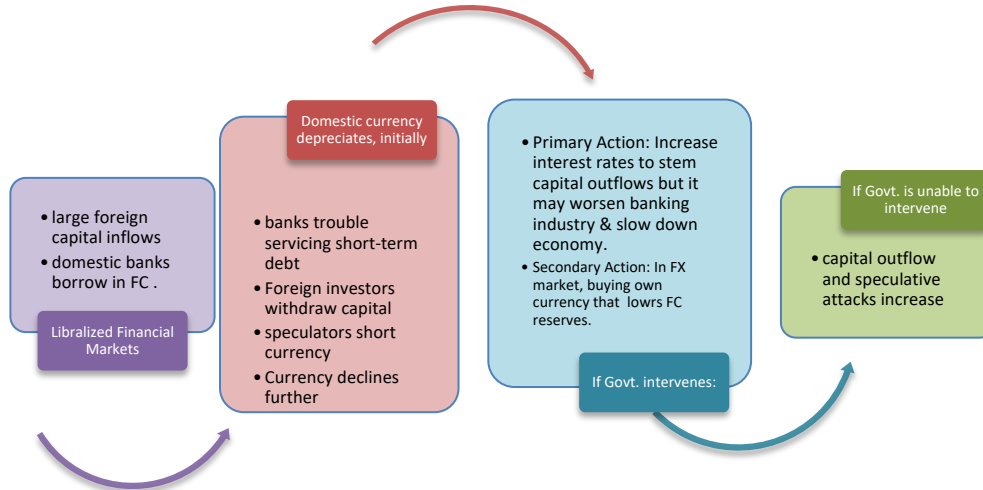 • large foreign
capital inflows
• domestic banks
borrow in FC .
Libralized Financial
Markets
Domestic currency
depreciates, initially
• banks trouble
servicing short-term
debt
• Foreign investors
withdraw capital
• speculators short
currency
• Currency declines
further
• Primary Action: Increase
interest rates to stem
capital outflows but it
may worsen banking
industry & slow down
economy.
• Secondary Action: In FX
market, buying own
currency that lowrs FC
reserves.
If Govt. intervenes:
If Govt. is unable to
intervene
• capital outflow
and speculative
attacks increase